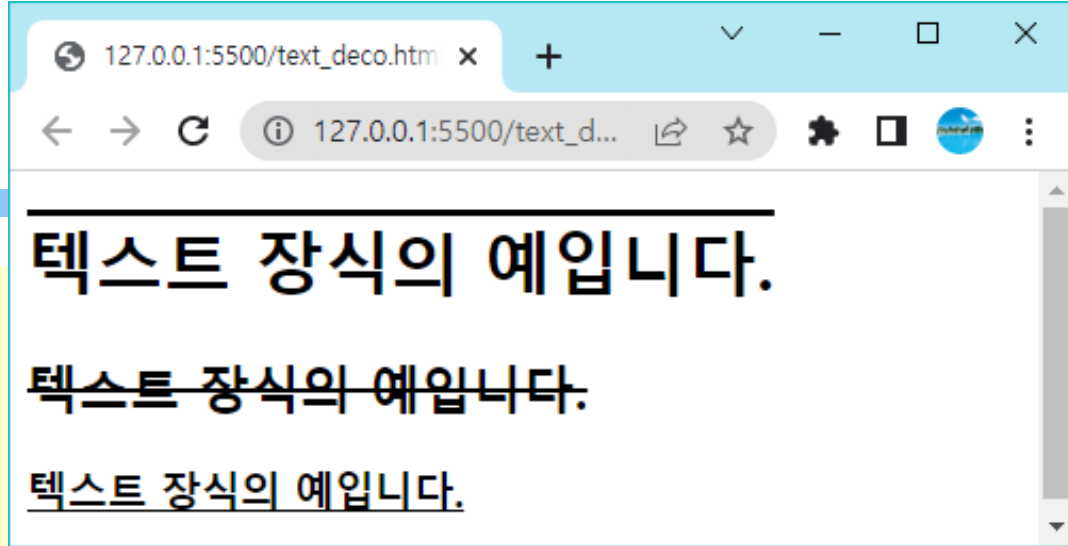 127.0.0.1:5500/text_deco.htm
127.0.0.1:5500/text_d...
텍스트 장식의 예입니다.
텍스트 장식의 예입니다.
텍스트 장식의 예입니다.